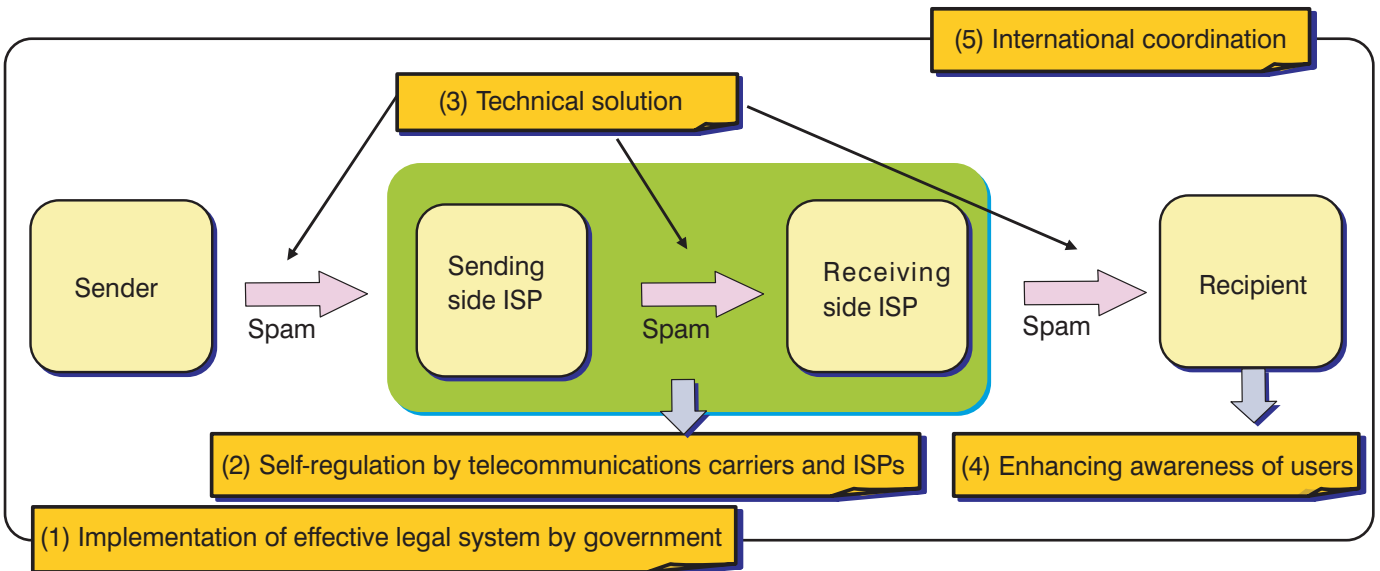 (5) International coordination
(3) Technical solution
Sender
Spam
Sending
side ISP
Spam
Receiving
side ISP
Spam
Recipient
(2) Self-regulation by telecommunications carriers and ISPs
(4) Enhancing awareness of users
(1) Implementation of effective legal system by government